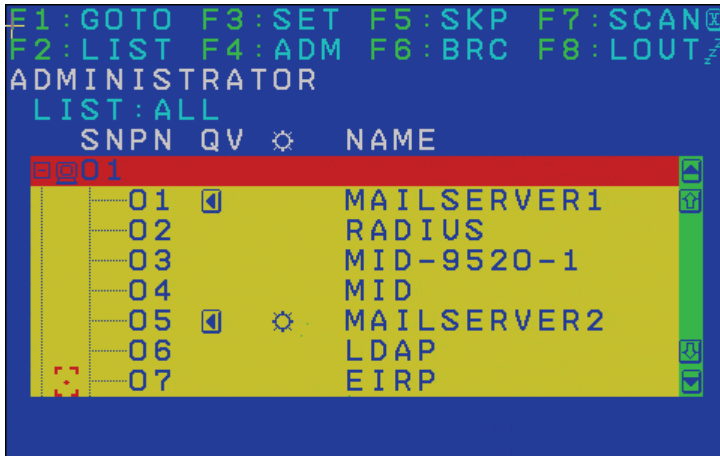 F1:GOTO F3:SET F5:SKP F7:SCAN
F2:LIST F4:ADM F6:BRC F8:LOUT
ADMINISTRATOR
LIST:ALL
SNPN QV NAME
01
01 MAILSERVER1
02 RADIUS
03 MID-9520-1
04 MID
05 MAILSERVER2
06 LDAP
07 EIRP